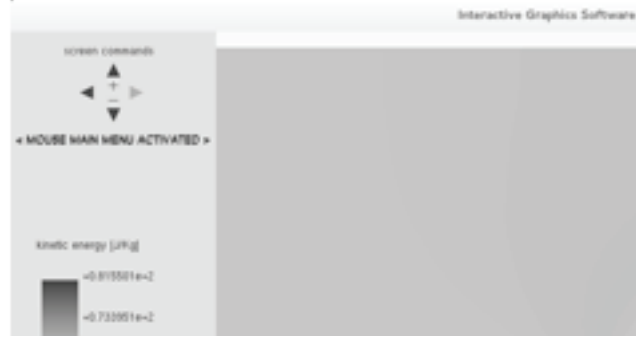 Interactive Graphics Software
screen commands
+
−
< MOUSE MAIN MENU ACTIVATED >
kinetic energy [J/Kg]
+0.815501e+2
+0.733951e+2